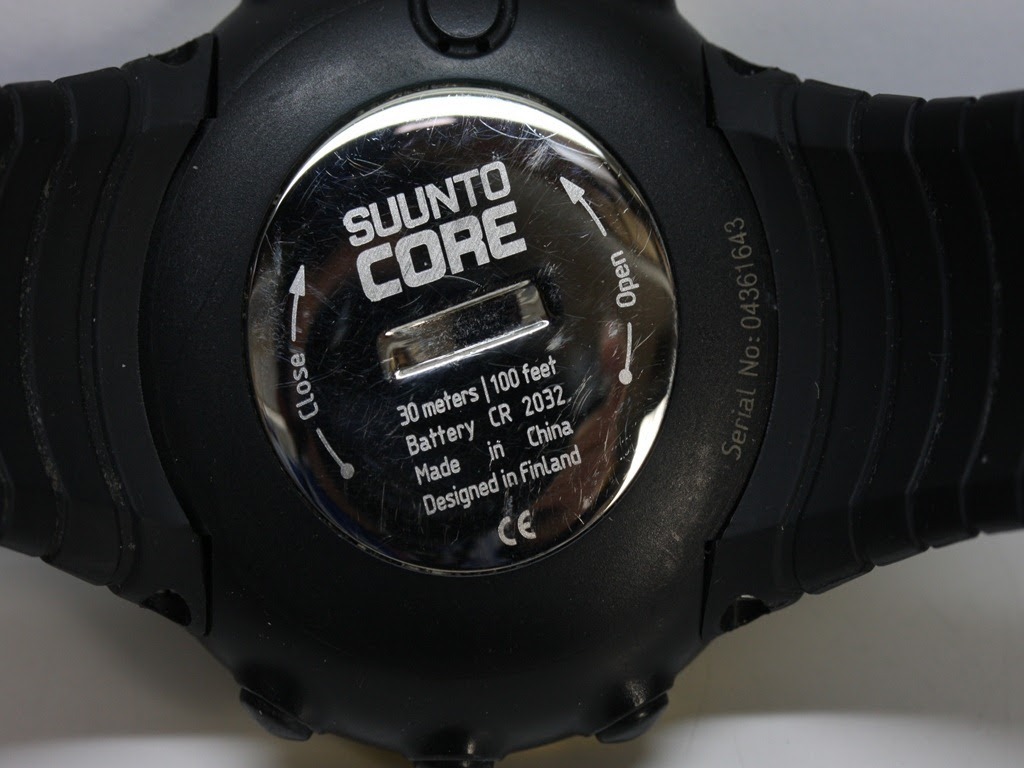 SUUNTO
CORE
Open
Close
30 meters | 100 feet
Battery CR 2032
Made in China
Designed in Finland
CE
Serial No: 04361643